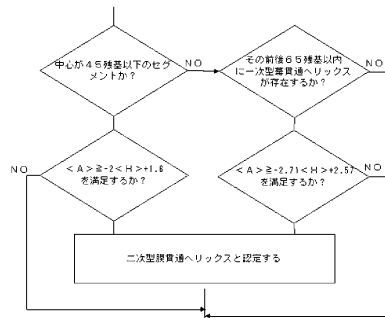 中心が45残基以下のセグ
メントか?
NO
その前後65残基以内
に一次型膜貫通ヘリックス
が存在するか?
NO
NO
<A>≧-2<H>+1.6
を満足するか?
<A>≧-2.71<H>+2.57
を満足するか?
NO
二次型膜貫通ヘリックスと認定する